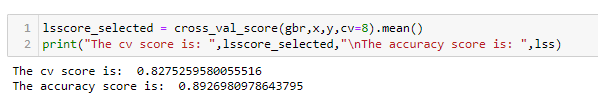 1 lsscore_selected = cross_val_score(gbr,x,y,cv=8).mean()
2 print("The cv score is: ",lsscore_selected,"\nThe accuracy score is: ",lss)
The cv score is:  0.8275259580055516
The accuracy score is:  0.8926980978643795